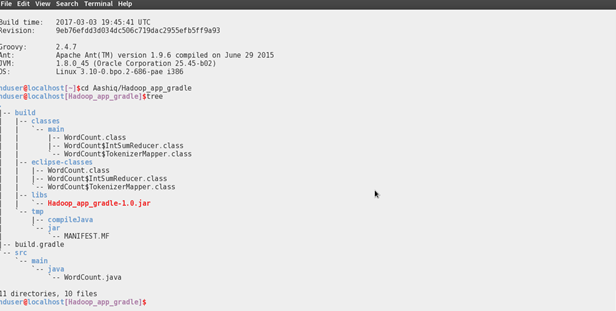 File Edit View Search Terminal Help
Build time: 2017-03-03 19:45:41 UTC
Revision: 9eb76efdd3d034dc506c719dac2955efb5ff9a93
Groovy: 2.4.7
Ant: Apache Ant(TM) version 1.9.6 compiled on June 29 2015
JVM: 1.8.0_45 (Oracle Corporation 25.45-b02)
OS: Linux 3.10-0.bpo.2-686-pae i386
nduser@localhost[~]$cd Aashiq/Hadoop_app_gradle
nduser@localhost[Hadoop_app_gradle]$tree
.
|-- build
|   |-- classes
|   |   `-- main
|   |       |-- WordCount.class
|   |       |-- WordCount$IntSumReducer.class
|   |       `-- WordCount$TokenizerMapper.class
|   |-- eclipse-classes
|   |   |-- WordCount.class
|   |   |-- WordCount$IntSumReducer.class
|   |   `-- WordCount$TokenizerMapper.class
|   |-- libs
|   |   `-- Hadoop_app_gradle-1.0.jar
|   `-- tmp
|       |-- compileJava
|       `-- jar
|           `-- MANIFEST.MF
|-- build.gradle
`-- src
    `-- main
        `-- java
            `-- WordCount.java
11 directories, 10 files
nduser@localhost[Hadoop_app_gradle]$